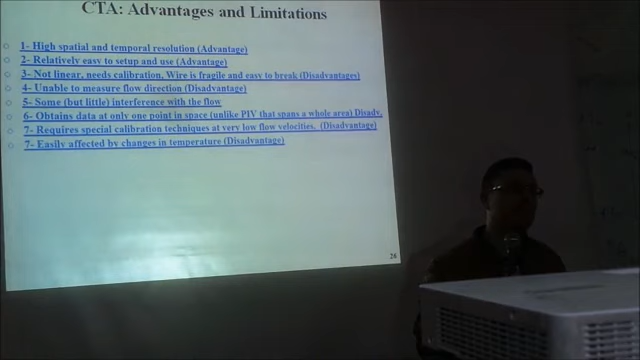 CTA: Advantages and Limitations
1- High spatial and temporal resolution (Advantage)
2- Relatively easy to setup and use (Advantage)
3- Not linear, needs calibration, Wire is fragile and easy to break (Disadvantages)
4- Unable to measure flow direction (Disadvantage)
5- Some (but little) interference with the flow
6- Obtains data at only one point in space (unlike PIV that spans a whole area) Disadv.
7- Requires special calibration techniques at very low flow velocities. (Disadvantage)
7- Easily affected by changes in temperature (Disadvantage)
28